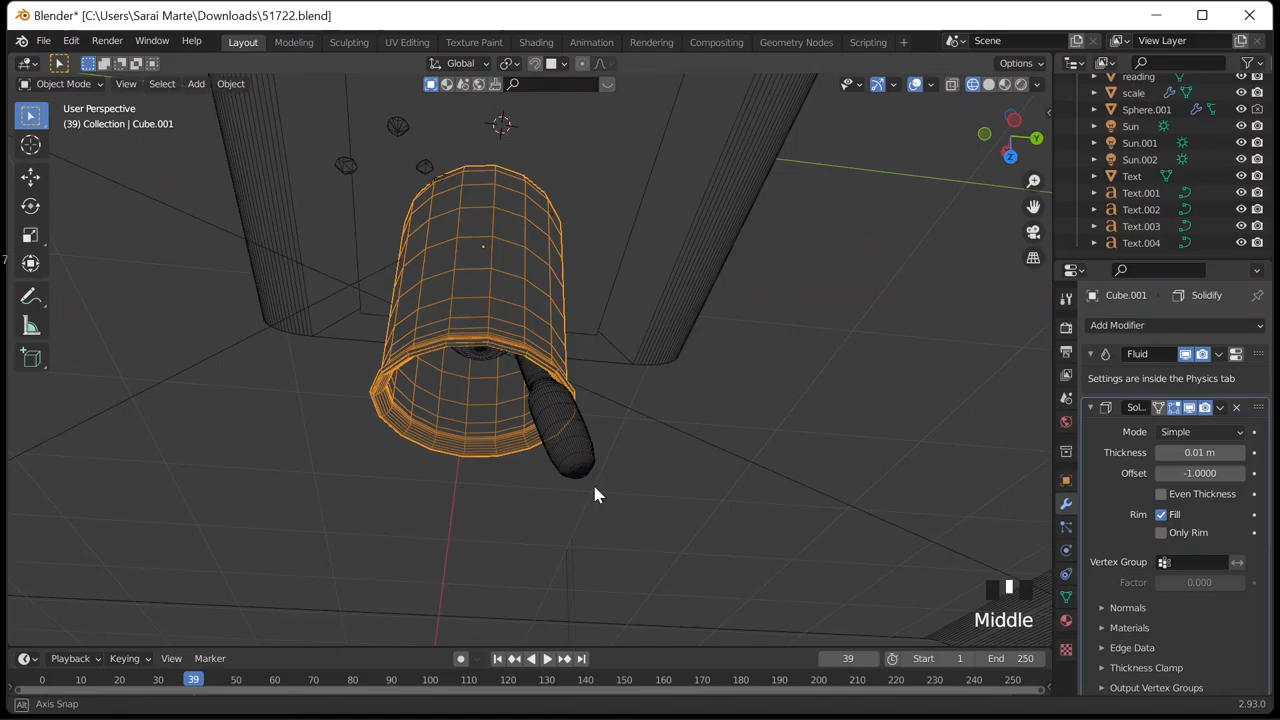 Blender* [C:\Users\Sarai Marte\Downloads\51722.blend]
File Edit Render Window Help Layout Modeling Sculpting UV Editing Texture Paint Shading Animation Rendering Compositing Geometry Nodes Scripting + Scene View Layer
Global Options
Object Mode View Select Add Object
User Perspective
(39) Collection | Cube.001
reading
scale
Sphere.001
Sun
Sun.001
Sun.002
Text
Text.001
Text.002
Text.003
Text.004
Y
Z
7
Cube.001 Solidify
Add Modifier
Fluid
Settings are inside the Physics tab
Sol...
Mode Simple
Thickness 0.01 m
Offset -1.0000
Even Thickness
Rim Fill
Only Rim
Vertex Group
Factor 0.000
Normals
Materials
Edge Data
Thickness Clamp
Output Vertex Groups
Middle
Playback Keying View Marker 39 Start 1 End 250
0 10 20 30 39 50 60 70 80 90 100 110 120 130 140 150 160 170 180 190 200 210 220 230 240 250
Alt Axis Snap 2.93.0